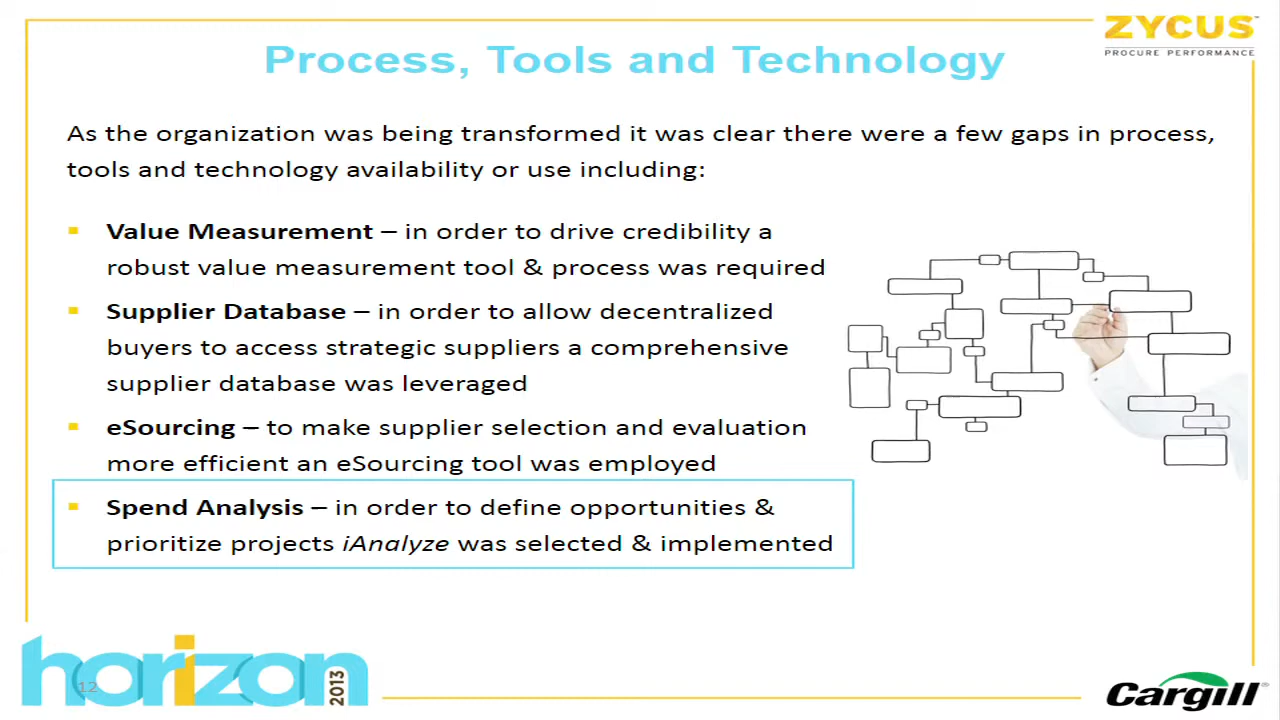 ZYCUS
PROCURE PERFORMANCE
Process, Tools and Technology
As the organization was being transformed it was clear there were a few gaps in process,
tools and technology availability or use including:
▪ Value Measurement – in order to drive credibility a
robust value measurement tool & process was required
▪ Supplier Database – in order to allow decentralized
buyers to access strategic suppliers a comprehensive
supplier database was leveraged
▪ eSourcing – to make supplier selection and evaluation
more efficient an eSourcing tool was employed
▪ Spend Analysis – in order to define opportunities &
prioritize projects iAnalyze was selected & implemented
horizon
2013
12
Cargill®